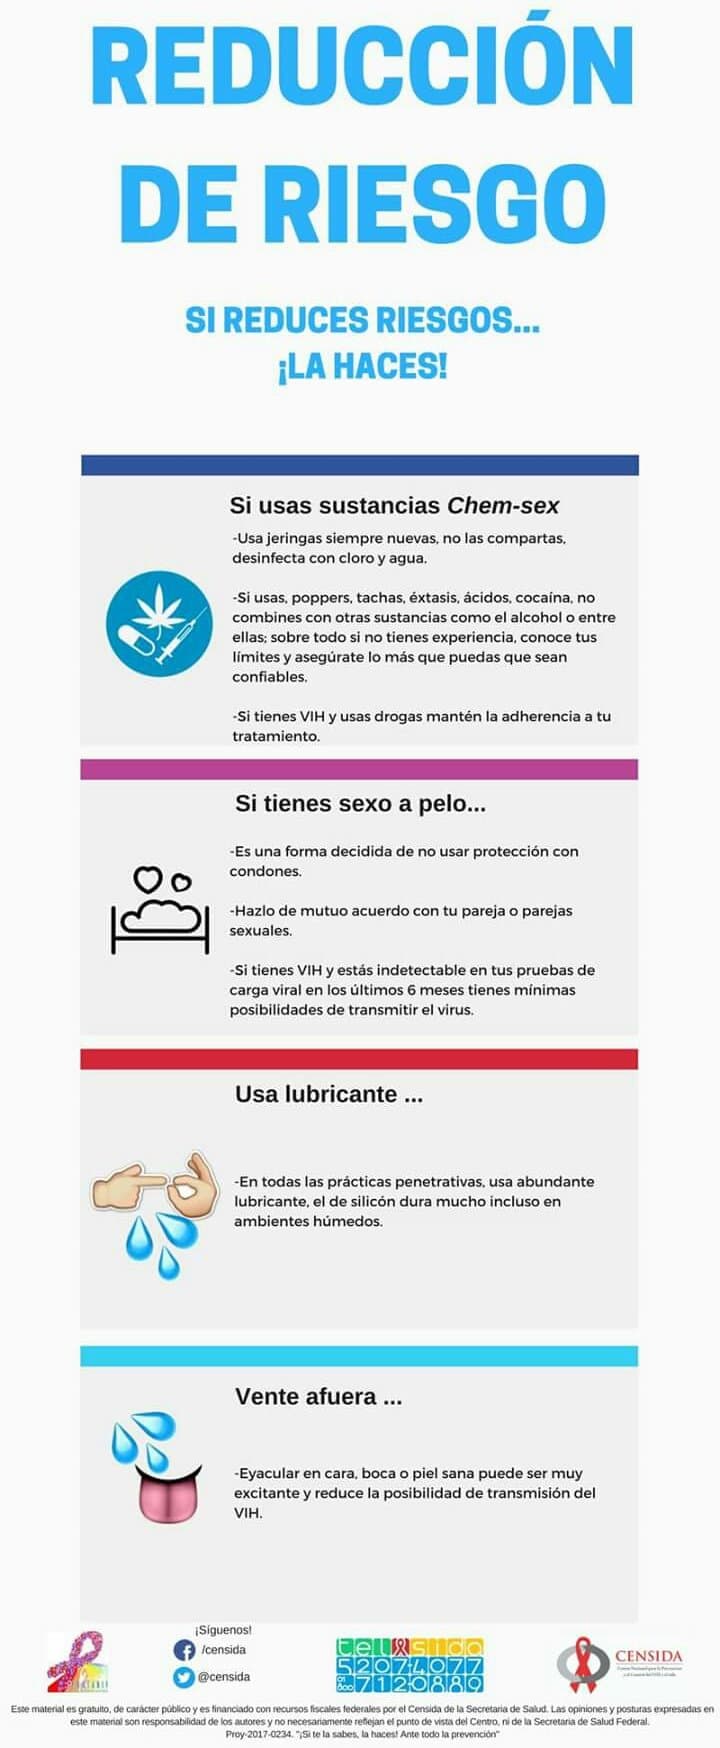 REDUCCIÓN
DE RIESGO
SI REDUCES RIESGOS...
¡LA HACES!
Si usas sustancias Chem-sex
-Usa jeringas siempre nuevas, no las compartas,
desinfecta con cloro y agua.
-Si usas, poppers, tachas, éxtasis, ácidos, cocaína, no
combines con otras sustancias como el alcohol o entre
ellas; sobre todo si no tienes experiencia, conoce tus
límites y asegúrate lo más que puedas que sean
confiables.
-Si tienes VIH y usas drogas mantén la adherencia a tu
tratamiento.
Si tienes sexo a pelo...
-Es una forma decidida de no usar protección con
condones.
-Hazlo de mutuo acuerdo con tu pareja o parejas
sexuales.
-Si tienes VIH y estás indetectable en tus pruebas de
carga viral en los últimos 6 meses tienes mínimas
posibilidades de transmitir el virus.
Usa lubricante ...
-En todas las prácticas penetrativas, usa abundante
lubricante, el de silicón dura mucho incluso en
ambientes húmedos.
Vente afuera ...
-Eyacular en cara, boca o piel sana puede ser muy
excitante y reduce la posibilidad de transmisión del
VIH.
¡Síguenos!
/censida
@censida
telsida
52074077
01 800 7120889
CENSIDA
Este material es gratuito, de carácter público y es financiado con recursos fiscales federales por el Censida de la Secretaria de Salud. Las opiniones y posturas expresadas en
este material son responsabilidad de los autores y no necesariamente reflejan el punto de vista del Centro, ni de la Secretaria de Salud Federal.
Proy-2017-0234. "¡Si te la sabes, la haces! Ante todo la prevención"